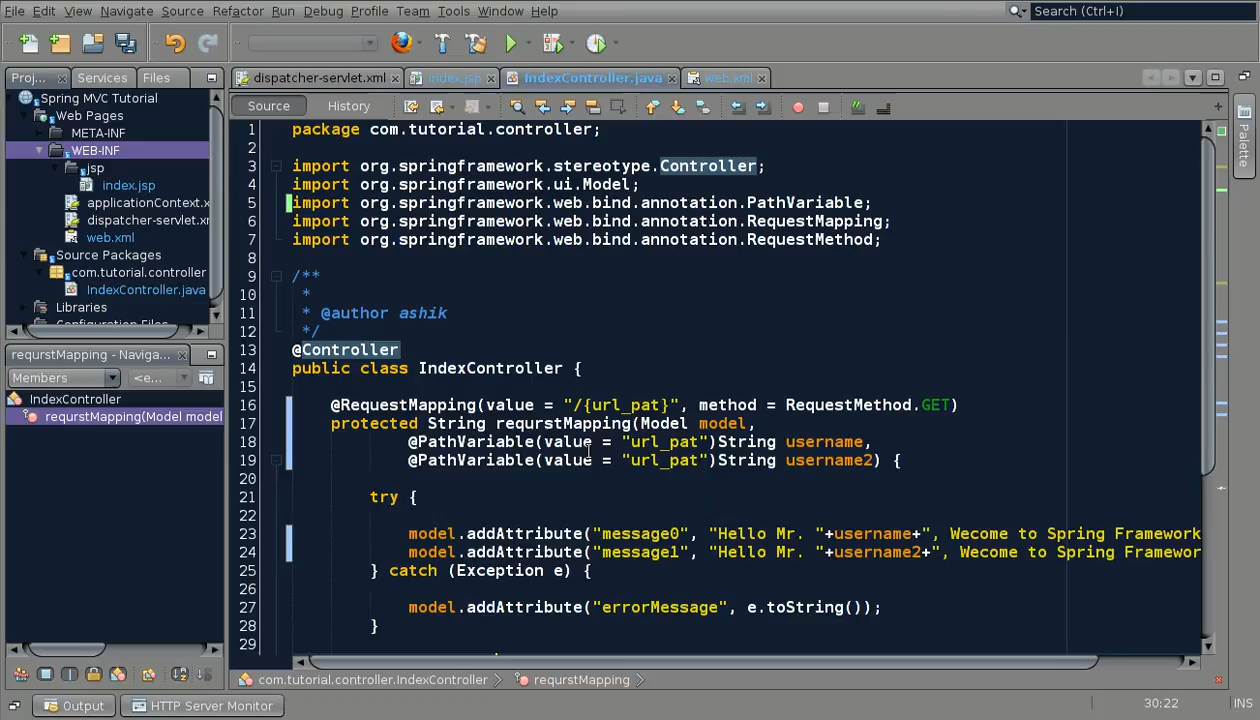 File Edit View Navigate Source Refactor Run Debug Profile Team Tools Window Help
Search (Ctrl+I)
Proj... Services Files
dispatcher-servlet.xml index.jsp IndexController.java web.xml
Spring MVC Tutorial
Web Pages
META-INF
WEB-INF
jsp
index.jsp
applicationContext.x
dispatcher-servlet.xr
web.xml
Source Packages
com.tutorial.controller
IndexController.java
Libraries
Configuration Files
requrstMapping - Naviga...
Members <e...
IndexController
requrstMapping(Model model
Source History
1 package com.tutorial.controller;
2
3 import org.springframework.stereotype.Controller;
4 import org.springframework.ui.Model;
5 import org.springframework.web.bind.annotation.PathVariable;
6 import org.springframework.web.bind.annotation.RequestMapping;
7 import org.springframework.web.bind.annotation.RequestMethod;
8
9 /**
10 *
11 * @author ashik
12 */
13 @Controller
14 public class IndexController {
15
16 @RequestMapping(value = "/{url_pat}", method = RequestMethod.GET)
17 protected String requrstMapping(Model model,
18 @PathVariable(value = "url_pat")String username,
19 @PathVariable(value = "url_pat")String username2) {
20
21 try {
22
23 model.addAttribute("message0", "Hello Mr. "+username+", Wecome to Spring Framework
24 model.addAttribute("message1", "Hello Mr. "+username2+", Wecome to Spring Framewor
25 } catch (Exception e) {
26
27 model.addAttribute("errorMessage", e.toString());
28 }
29
Palette
com.tutorial.controller.IndexController requrstMapping
Output HTTP Server Monitor
30:22 INS